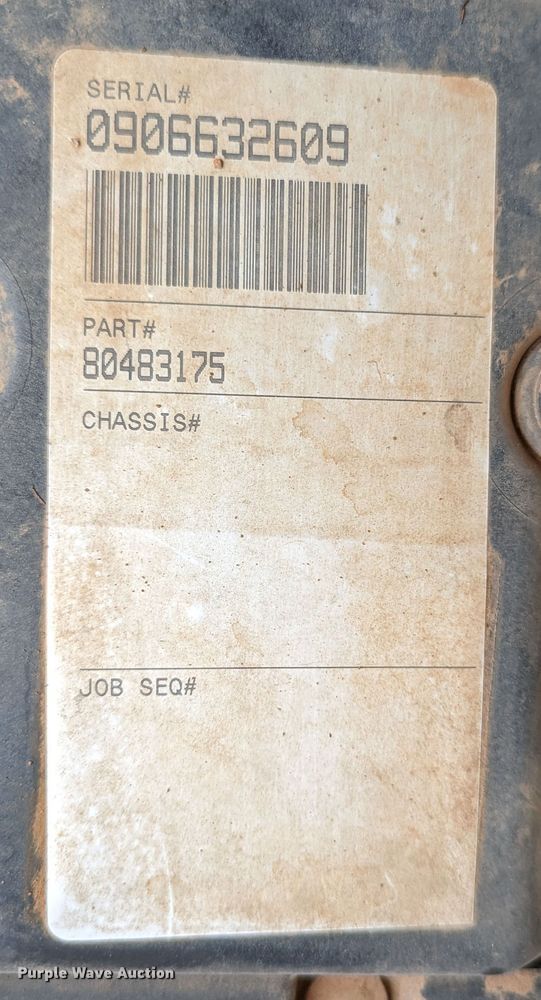 SERIAL#
0906632609
PART#
80483175
CHASSIS#
JOB SEQ#
Purple Wave Auction